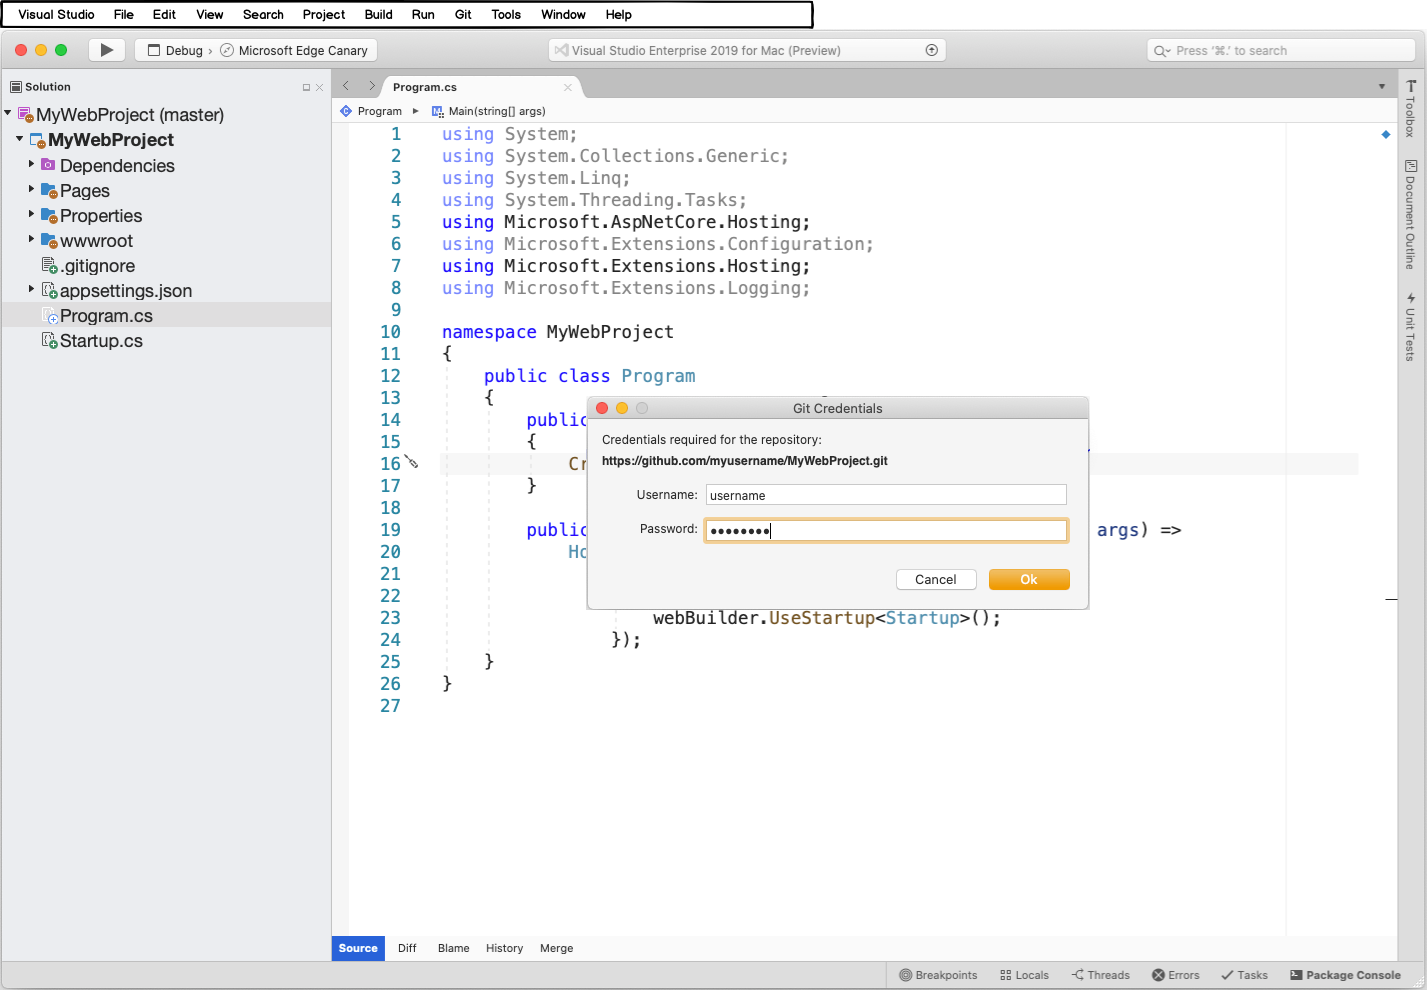 Visual Studio File Edit View Search Project Build Run Git Tools Window Help
Debug › Microsoft Edge Canary
Visual Studio Enterprise 2019 for Mac (Preview)
Press '⌘.' to search
Solution
MyWebProject (master)
MyWebProject
Dependencies
Pages
Properties
wwwroot
.gitignore
appsettings.json
Program.cs
Startup.cs
Program.cs
Program Main(string[] args)
1 using System;
2 using System.Collections.Generic;
3 using System.Linq;
4 using System.Threading.Tasks;
5 using Microsoft.AspNetCore.Hosting;
6 using Microsoft.Extensions.Configuration;
7 using Microsoft.Extensions.Hosting;
8 using Microsoft.Extensions.Logging;
9
10 namespace MyWebProject
11 {
12 public class Program
13 {
14 public
15 {
16 Cr
17 }
18
19 public args) =>
20 Ho
21
22
23 webBuilder.UseStartup<Startup>();
24 });
25 }
26 }
27
Git Credentials
Credentials required for the repository:
https://github.com/myusername/MyWebProject.git
Username: username
Password: ●●●●●●●●
Cancel Ok
Toolbox
Document Outline
Unit Tests
Source Diff Blame History Merge
Breakpoints Locals Threads Errors Tasks Package Console